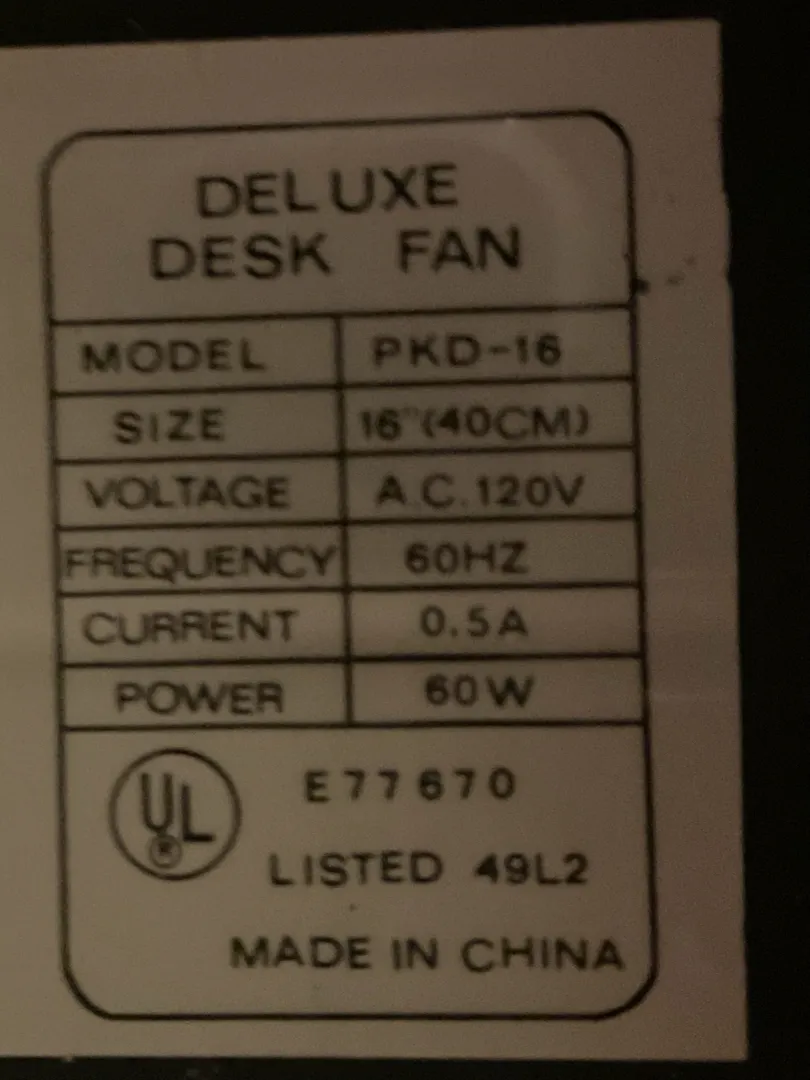 DELUXE
DESK FAN
MODEL PKD-16
SIZE 16"(40CM)
VOLTAGE A.C. 120V
FREQUENCY 60HZ
CURRENT 0.5A
POWER 60W
UL® E77670
LISTED 49L2
MADE IN CHINA